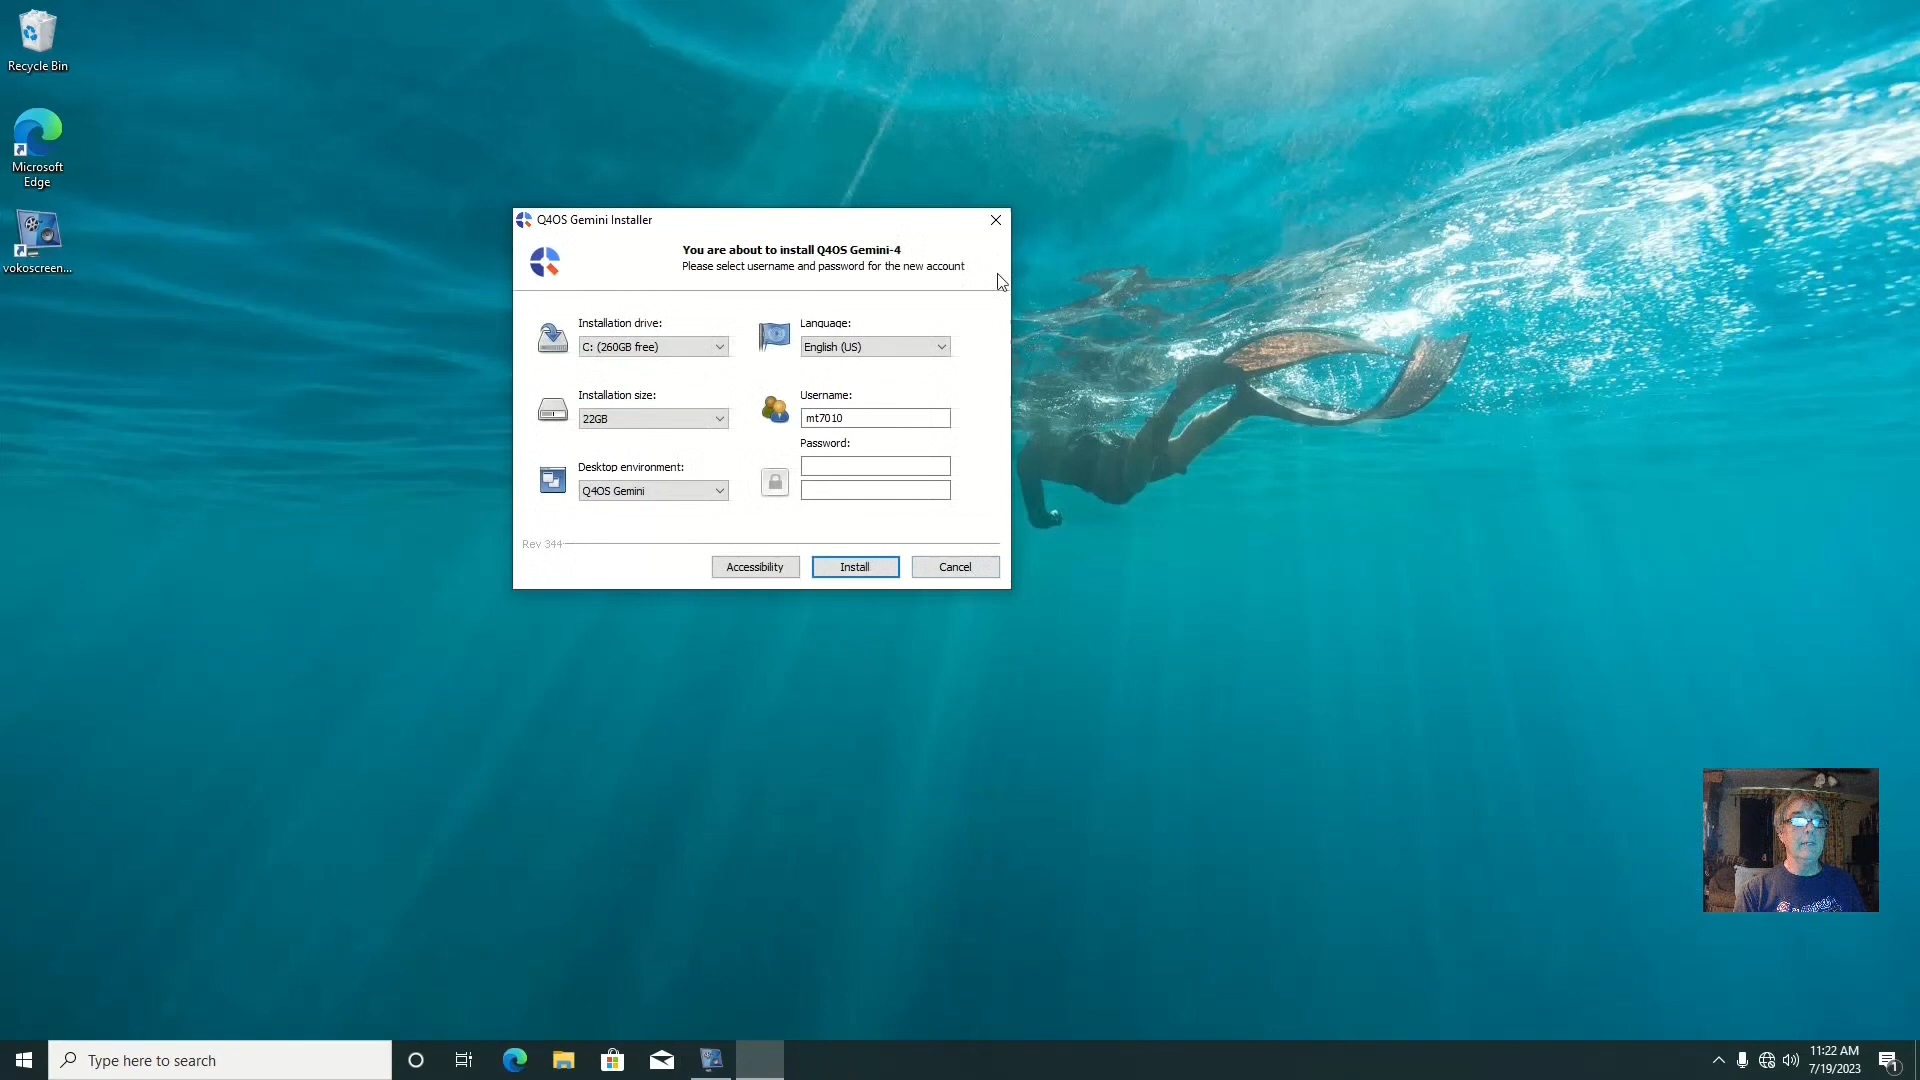 Recycle Bin
Microsoft
Edge
vokoscreen...
Q4OS Gemini Installer
You are about to install Q4OS Gemini-4
Please select username and password for the new account
Installation drive:
C: (260GB free)
Language:
English (US)
Installation size:
22GB
Username:
mt7010
Password:
Desktop environment:
Q4OS Gemini
Rev 344
Accessibility
Install
Cancel
Type here to search
11:22 AM
7/19/2023
1